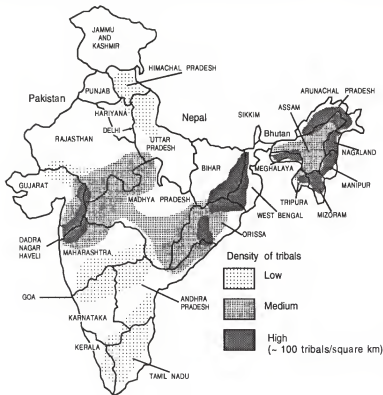 JAMMU
AND
KASHMIR
HIMACHAL PRADESH
ARUNACHAL PRADESH
PUNJAB
Pakistan
HARIYANA
Nepal
SIKKIM
ASSAM
DELHI
Bhutan
RAJASTHAN
UTTAR
PRADESH
NAGALAND
BIHAR
MEGHALAYA
GUJARAT
MANIPUR
MADHYA PRADESH
TRIPURA
WEST BENGAL
MIZORAM
ORISSA
DADRA
NAGAR
HAVELI
MAHARASHTRA
Density of tribals
Low
GOA
ANDHRA
PRADESH
Medium
KARNATAKA
High
(~ 100 tribals/square km)
KERALA
TAMIL NADU